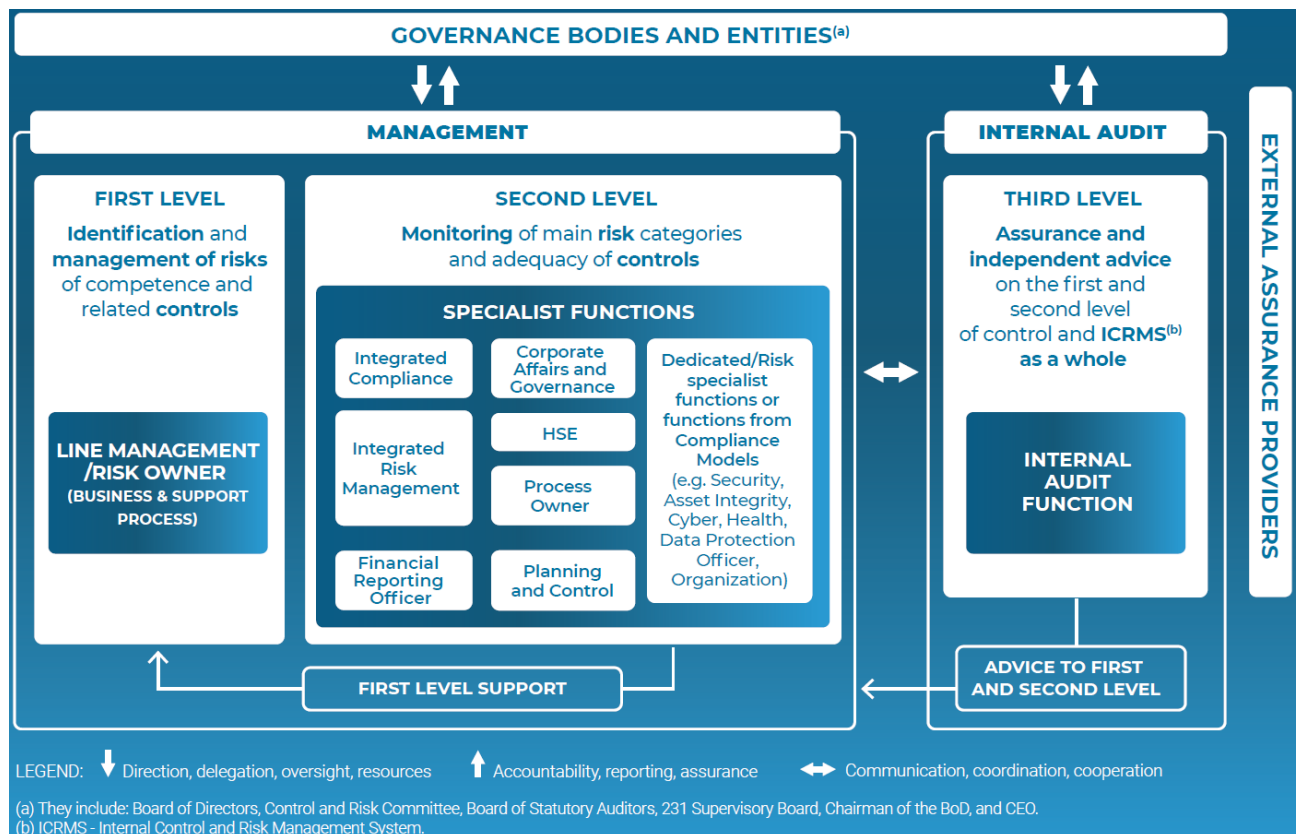 GOVERNANCE BODIES AND ENTITIES(a)
MANAGEMENT
FIRST LEVEL
Identification and
management of risks
of competence and
related controls
LINE MANAGEMENT
/RISK OWNER
(BUSINESS & SUPPORT
PROCESS)
SECOND LEVEL
Monitoring of main risk categories
and adequacy of controls
SPECIALIST FUNCTIONS
Integrated
Compliance
Integrated
Risk
Management
Financial
Reporting
Officer
Corporate
Affairs and
Governance
HSE
Process
Owner
Planning
and Control
Dedicated/Risk
specialist
functions or
functions from
Compliance
Models
(e.g. Security,
Asset Integrity,
Cyber, Health,
Data Protection
Officer,
Organization)
FIRST LEVEL SUPPORT
INTERNAL AUDIT
THIRD LEVEL
Assurance and
independent advice
on the first and
second level
of control and ICRMS(b)
as a whole
INTERNAL
AUDIT
FUNCTION
ADVICE TO FIRST
AND SECOND LEVEL
EXTERNAL ASSURANCE PROVIDERS
LEGEND: Direction, delegation, oversight, resources Accountability, reporting, assurance Communication, coordination, cooperation
(a) They include: Board of Directors, Control and Risk Committee, Board of Statutory Auditors, 231 Supervisory Board, Chairman of the BoD, and CEO.
(b) ICRMS - Internal Control and Risk Management System.